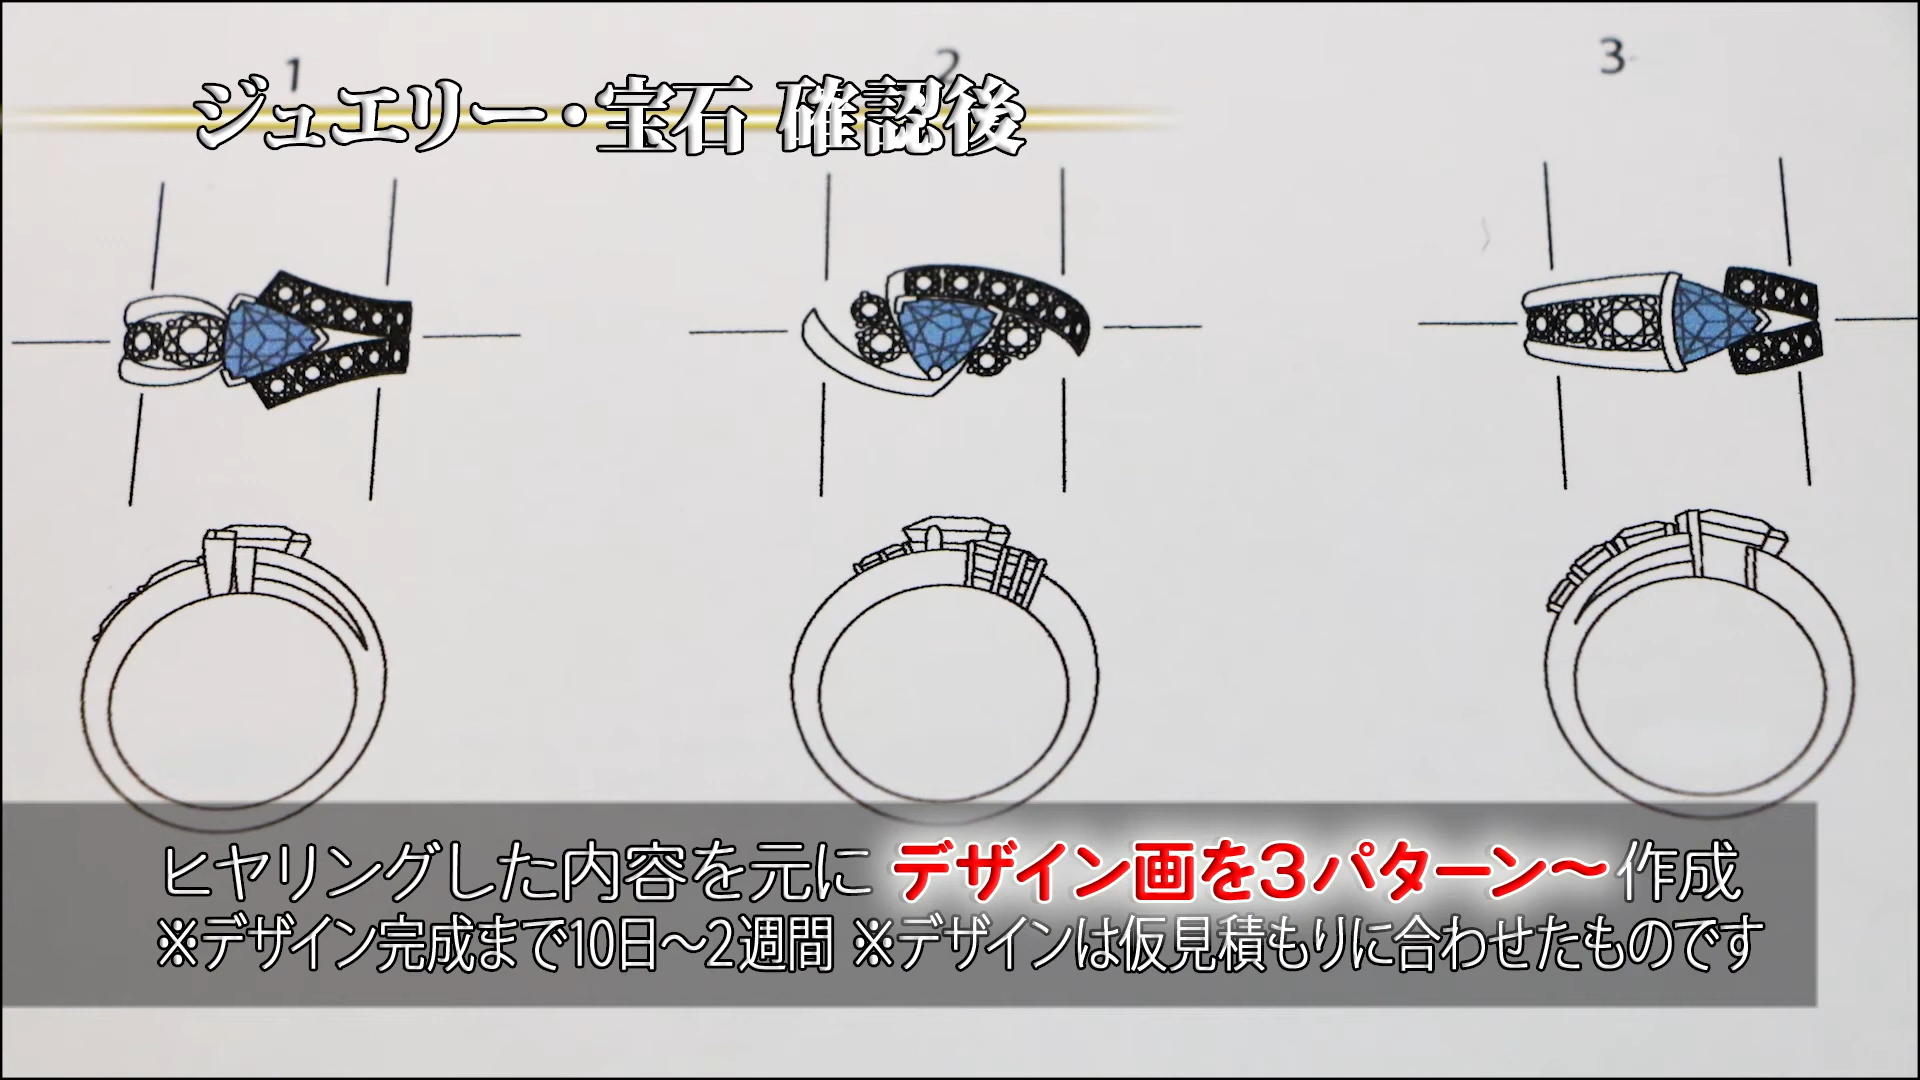 1 2 3
ジュエリー・宝石 確認後
ヒヤリングした内容を元に デザイン画を3パターン～作成
※デザイン完成まで10日～2週間 ※デザインは仮見積もりに合わせたものです